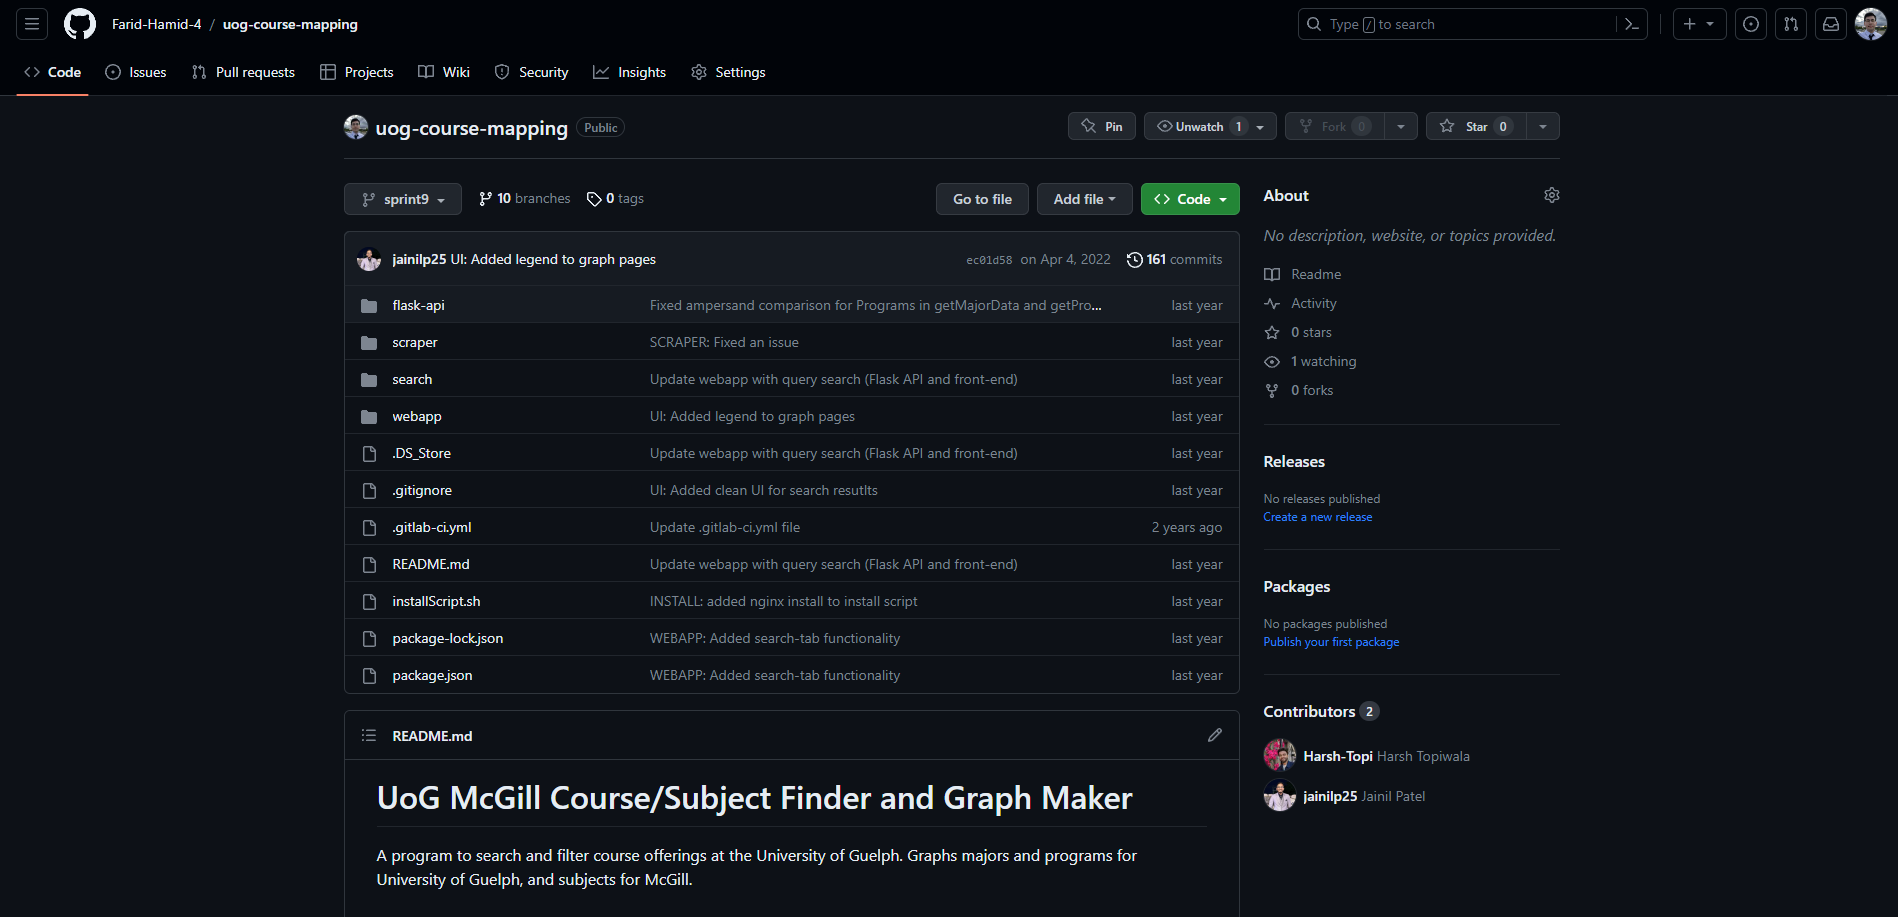 Farid-Hamid-4 / uog-course-mapping
Type / to search
Code Issues Pull requests Projects Wiki Security Insights Settings
uog-course-mapping Public
Pin Unwatch 1 Fork 0 Star 0
sprint9 10 branches 0 tags Go to file Add file Code
jainilp25 UI: Added legend to graph pages ec01d58 on Apr 4, 2022 161 commits
flask-api Fixed ampersand comparison for Programs in getMajorData and getPro... last year
scraper SCRAPER: Fixed an issue last year
search Update webapp with query search (Flask API and front-end) last year
webapp UI: Added legend to graph pages last year
.DS_Store Update webapp with query search (Flask API and front-end) last year
.gitignore UI: Added clean UI for search resutlts last year
.gitlab-ci.yml Update .gitlab-ci.yml file 2 years ago
README.md Update webapp with query search (Flask API and front-end) last year
installScript.sh INSTALL: added nginx install to install script last year
package-lock.json WEBAPP: Added search-tab functionality last year
package.json WEBAPP: Added search-tab functionality last year
README.md
UoG McGill Course/Subject Finder and Graph Maker
A program to search and filter course offerings at the University of Guelph. Graphs majors and programs for
University of Guelph, and subjects for McGill.
About
No description, website, or topics provided.
Readme
Activity
0 stars
1 watching
0 forks
Releases
No releases published
Create a new release
Packages
No packages published
Publish your first package
Contributors 2
Harsh-Topi Harsh Topiwala
jainilp25 Jainil Patel